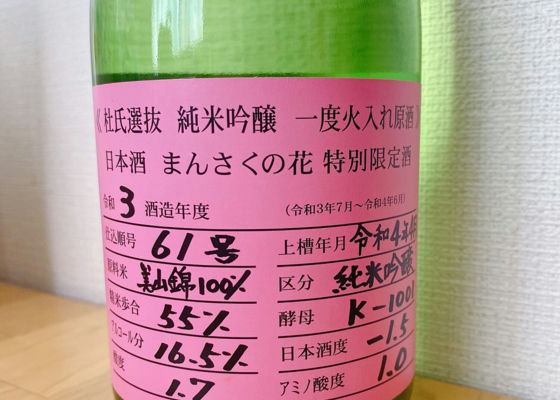 《杜氏選抜 純米吟醸 一度火入れ原酒》
日本酒 まんさくの花 特別限定酒
令和3酒造年度 (令和3年7月〜令和4年6月)
仕込順号 61号 上槽年月 令和4年4月
原料米 美山錦100% 区分 純米吟醸
精米歩合 55% 酵母 K-1001
アルコール分 16.5% 日本酒度 -1.5
酸度 1.7 アミノ酸度 1.0